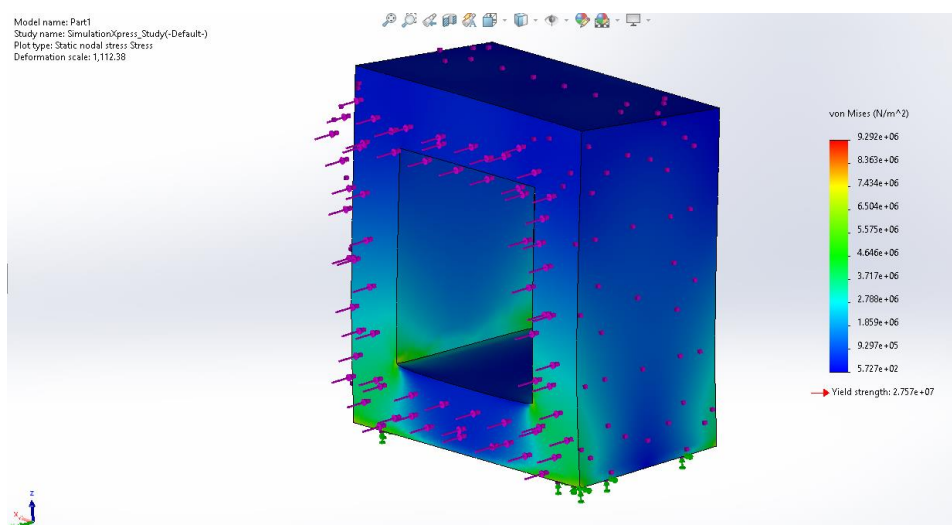 Model name: Part1
Study name: SimulationXpress_Study(-Default-)
Plot type: Static nodal stress Stress
Deformation scale: 1,112.38
von Mises (N/m^2)
9.292e+06
8.363e+06
7.434e+06
6.504e+06
5.575e+06
4.646e+06
3.717e+06
2.788e+06
1.859e+06
9.297e+05
5.727e+02
Yield strength: 2.757e+07
z
x